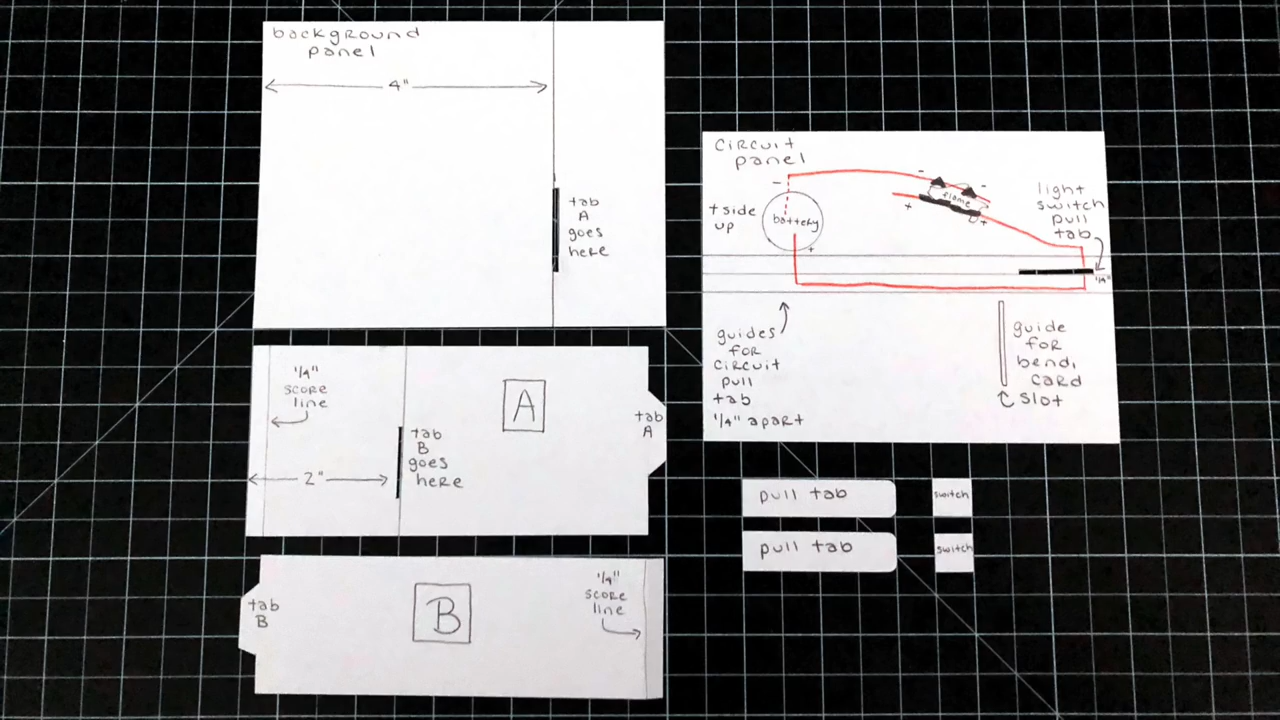 background
panel
4"
tab
A
goes
here
1/4"
score
line
2"
tab
B
goes
here
A
tab
A
tab
B
B
1/4"
score
line
circuit
panel
-
-
-
+ side
up
battery
+
flame
+
+
light
switch
pull
tab
1/4"
guides
for
circuit
pull
tab
1/4" apart
guide
for
bend,
card
slot
pull tab
switch
pull tab
switch